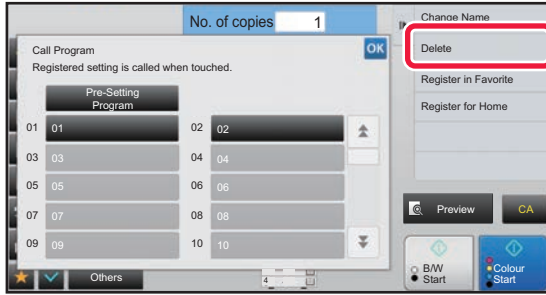 No. of copies 1
Call Program
OK
Registered setting is called when touched.
Pre-Setting
Program
01 01 02 02
03 03 04 04
05 05 06 06
07 07 08 08
09 09 10 10
Others
4
Change Name
Delete
Register in Favorite
Register for Home
Preview CA
B/W
Start
Colour
Start